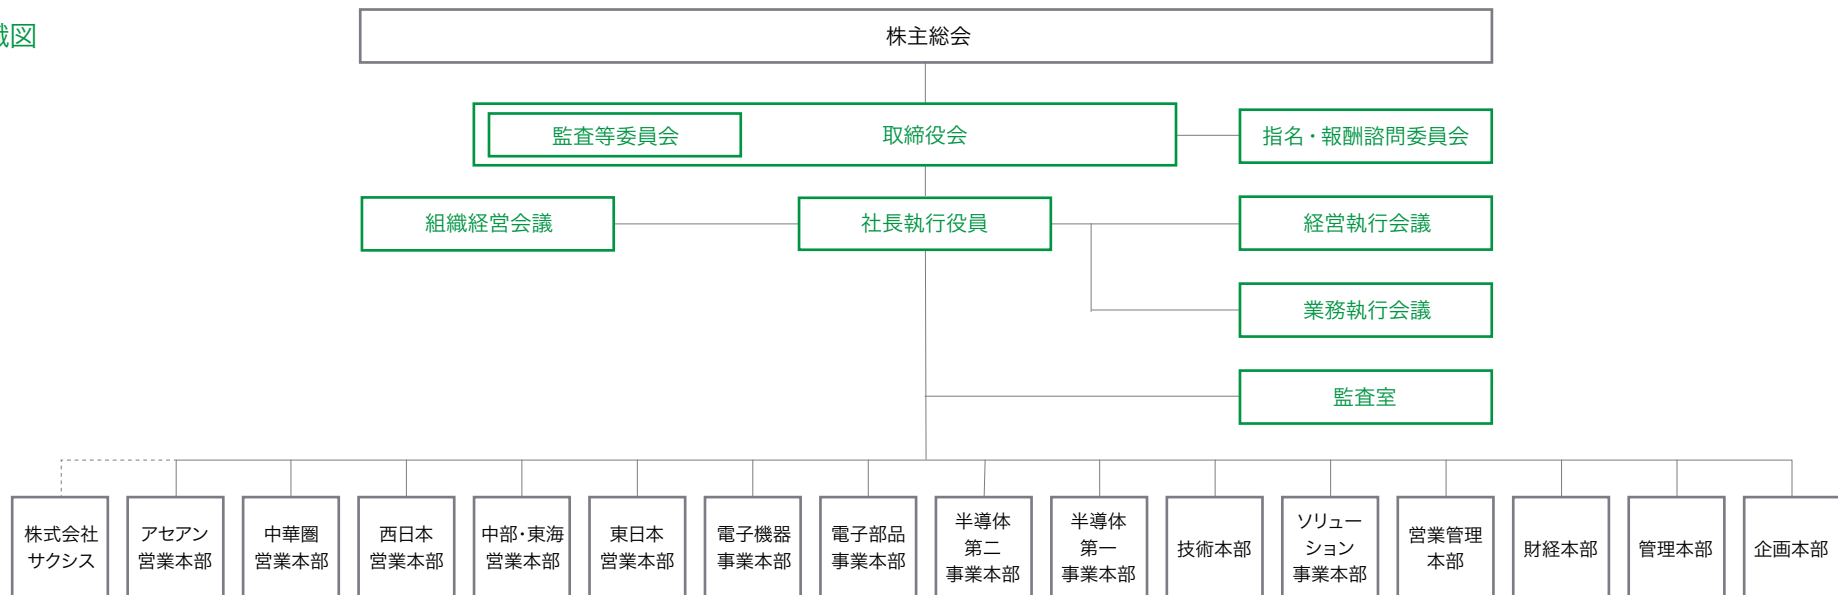 織図
株主総会
監査等委員会
取締役会
指名・報酬諮問委員会
組織経営会議
社長執行役員
経営執行会議
業務執行会議
監査室
株式会社
サクシス
アセアン
営業本部
中華圏
営業本部
西日本
営業本部
中部・東海
営業本部
東日本
営業本部
電子機器
事業本部
電子部品
事業本部
半導体
第二
事業本部
半導体
第一
事業本部
技術本部
ソリュー
ション
事業本部
営業管理
本部
財経本部
管理本部
企画本部